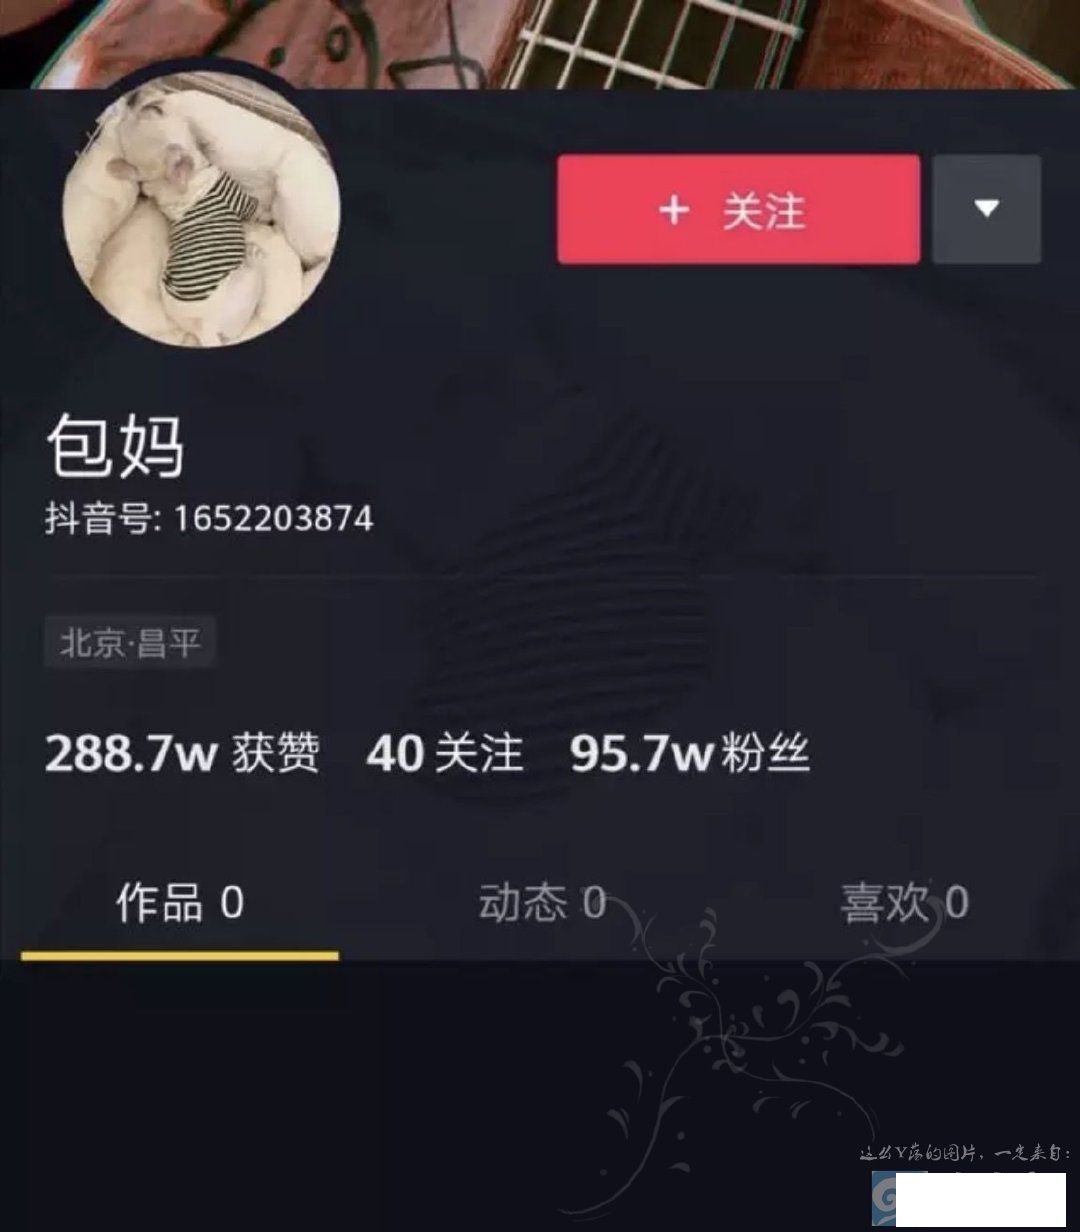 + 关注
包妈
抖音号: 1652203874
北京·昌平
288.7w 获赞 40 关注 95.7w 粉丝
作品 0 动态 0 喜欢 0
这么Y荡的图片，一定来自：